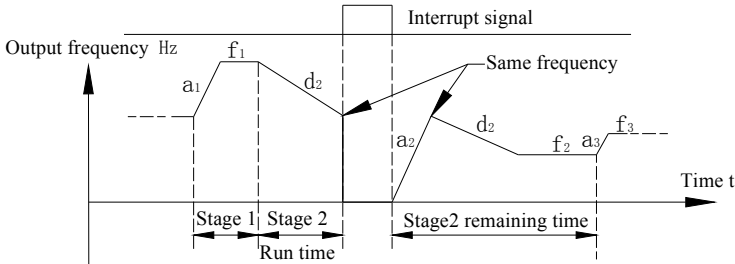 Interrupt signal
Output frequency Hz
f1
Same frequency
a1
d2
a2
d2
f2
a3
f3
Time t
Stage 1
Stage 2
Stage2 remaining time
Run time